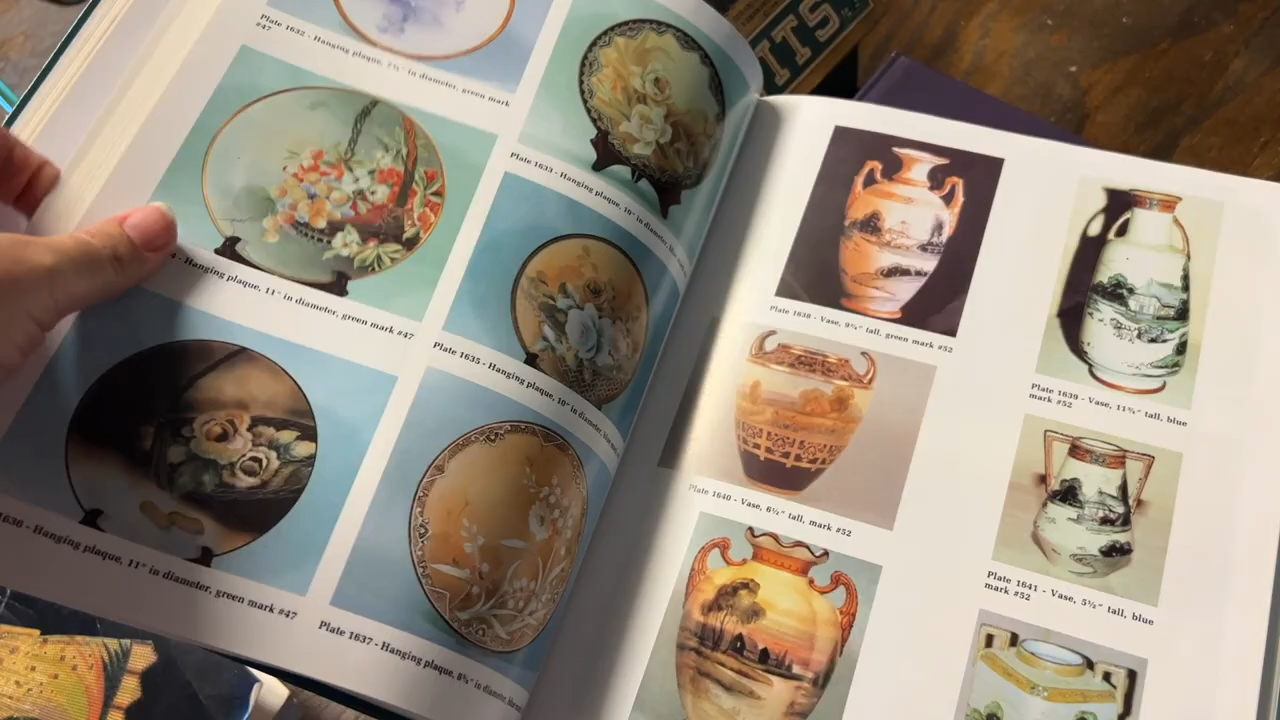 Plate 1632 - Hanging plaque, 7¾" in diameter, green mark
#47
Plate 1633 - Hanging plaque, 10" in diameter,
- Hanging plaque, 11" in diameter, green mark #47
Plate 1635 - Hanging plaque, 10" in diameter,
1636 - Hanging plaque, 11" in diameter, green mark #47
Plate 1637 - Hanging plaque, 8¾" in diameter,
ITS
Plate 1638 - Vase, 9¾" tall, green mark #52
Plate 1639 - Vase, 11¾" tall, blue
mark #52
Plate 1640 - Vase, 6½" tall, mark #52
Plate 1641 - Vase, 5½" tall, blue
mark #52